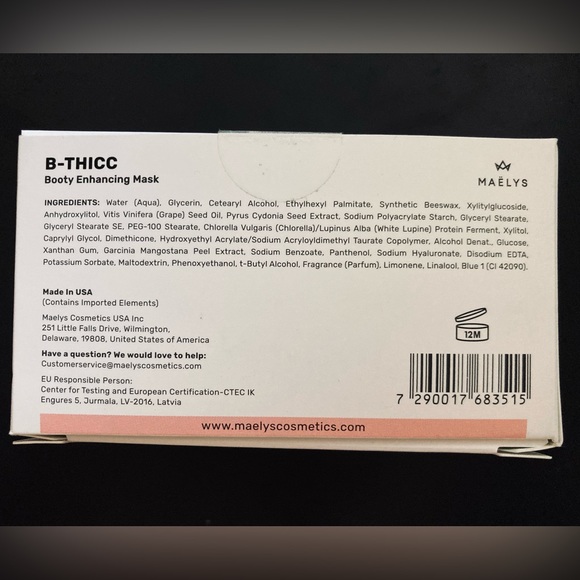 B-THICC
Booty Enhancing Mask
MAËLYS
INGREDIENTS: Water (Aqua), Glycerin, Cetearyl Alcohol, Ethylhexyl Palmitate, Synthetic Beeswax, Xylitylglucoside,
Anhydroxylitol, Vitis Vinifera (Grape) Seed Oil, Pyrus Cydonia Seed Extract, Sodium Polyacrylate Starch, Glyceryl Stearate,
Glyceryl Stearate SE, PEG-100 Stearate, Chlorella Vulgaris (Chlorella)/Lupinus Alba (White Lupine) Protein Ferment, Xylitol,
Caprylyl Glycol, Dimethicone, Hydroxyethyl Acrylate/Sodium Acryloyldimethyl Taurate Copolymer, Alcohol Denat., Glucose,
Xanthan Gum, Garcinia Mangostana Peel Extract, Sodium Benzoate, Panthenol, Sodium Hyaluronate, Disodium EDTA,
Potassium Sorbate, Maltodextrin, Phenoxyethanol, t-Butyl Alcohol, Fragrance (Parfum), Limonene, Linalool, Blue 1 (CI 42090).
Made In USA
(Contains Imported Elements)
Maelys Cosmetics USA Inc
251 Little Falls Drive, Wilmington,
Delaware, 19808, United States of America
Have a question? We would love to help:
Customerservice@maelyscosmetics.com
EU Responsible Person:
Center for Testing and European Certification-CTEC IK
Engures 5, Jurmala, LV-2016, Latvia
12M
7 290017 683515
www.maelyscosmetics.com